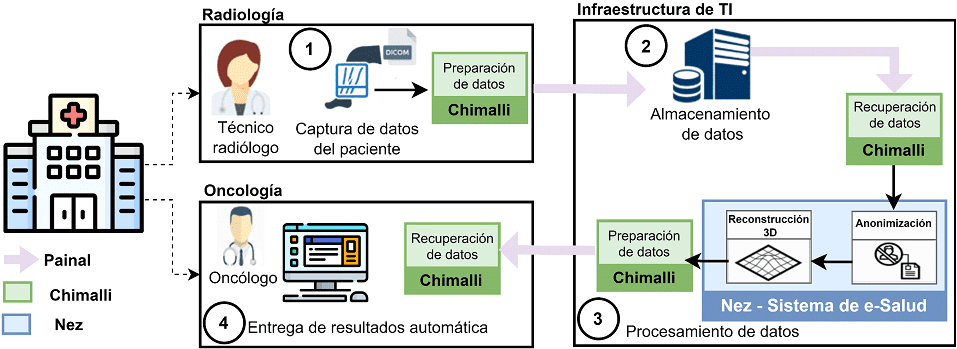 Radiología
1
DICOM
Técnico
radiólogo
Captura de datos
del paciente
Preparación
de datos
Chimalli
Infraestructura de TI
2
Almacenamiento
de datos
Recuperación
de datos
Chimalli
Reconstrucción
3D
Anonimización
Nez - Sistema de e-Salud
Preparación
de datos
Chimalli
3
Procesamiento de datos
Oncología
Oncólogo
Recuperación
de datos
Chimalli
4
Entrega de resultados automática
Painal
Chimalli
Nez